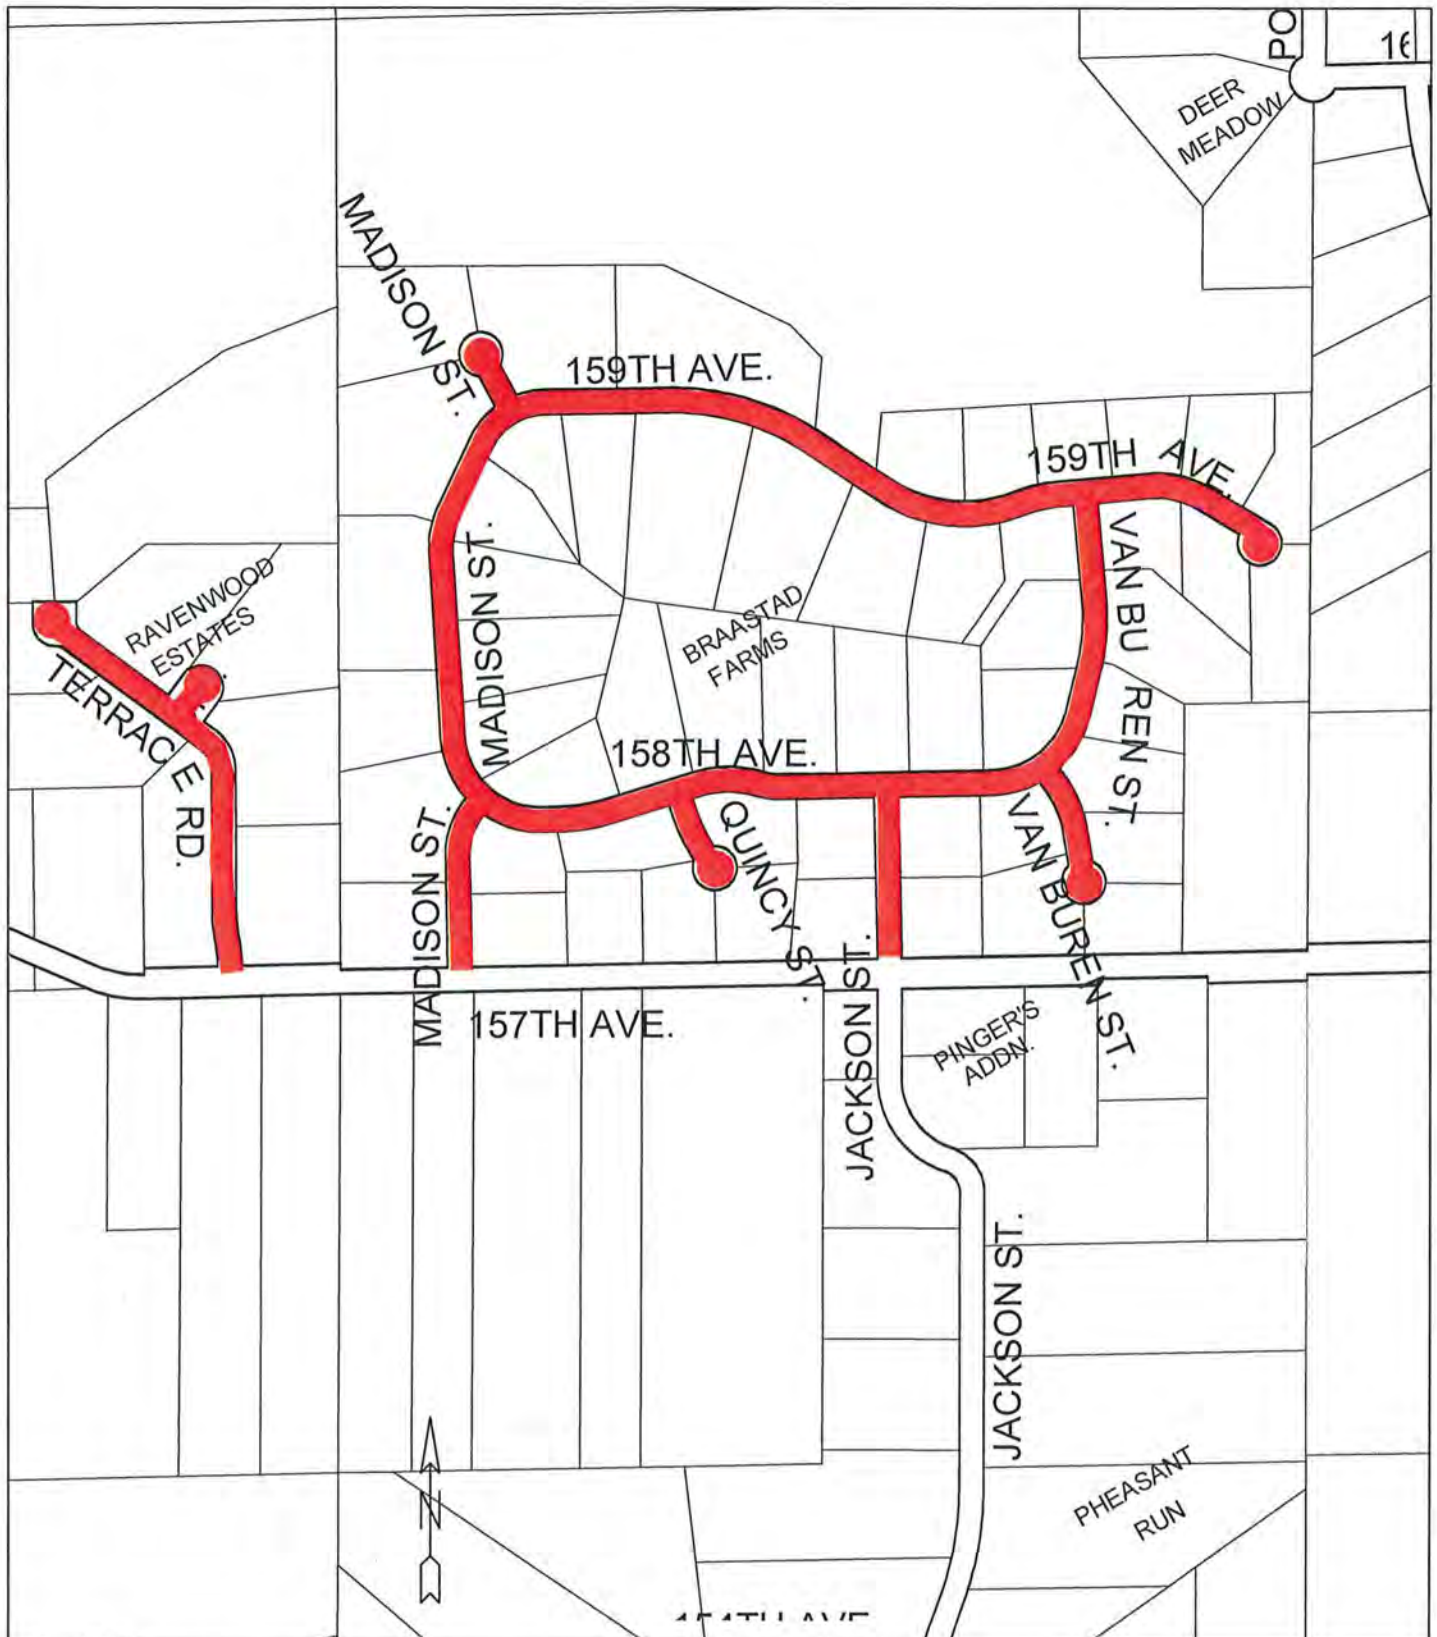 PO
16
DEER
MEADOW
MADISON ST.
159TH AVE.
159TH AVE.
VAN BUREN ST.
MADISON ST.
RAVENWOOD
ESTATES
BRAASTAD
FARMS
TERRACE RD.
158TH AVE.
MADISON ST.
QUINCY ST.
VAN BUREN ST.
JACKSON ST.
157TH AVE.
PINGER'S
ADDN.
JACKSON ST.
PHEASANT
RUN
N